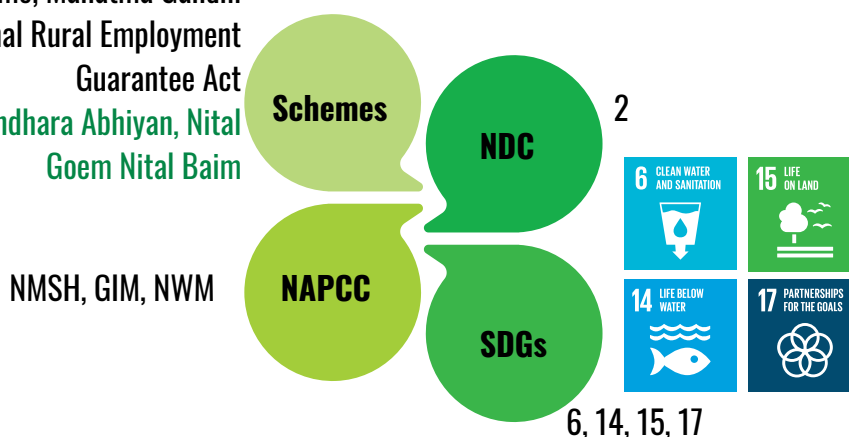 nal Rural Employment
Guarantee Act
ndhara Abhiyan, Nital
Goem Nital Baim
Schemes
NDC
2
6 CLEAN WATER
AND SANITATION
15 LIFE
ON LAND
NMSH, GIM, NWM
NAPCC
14 LIFE BELOW
WATER
17 PARTNERSHIPS
FOR THE GOALS
SDGs
6, 14, 15, 17